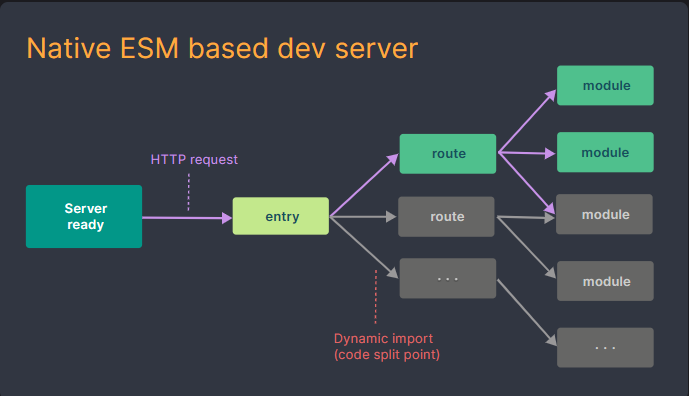 Native ESM based dev server
HTTP request
Server
ready
entry
route
route
. . .
module
module
module
module
. . .
Dynamic import
(code split point)